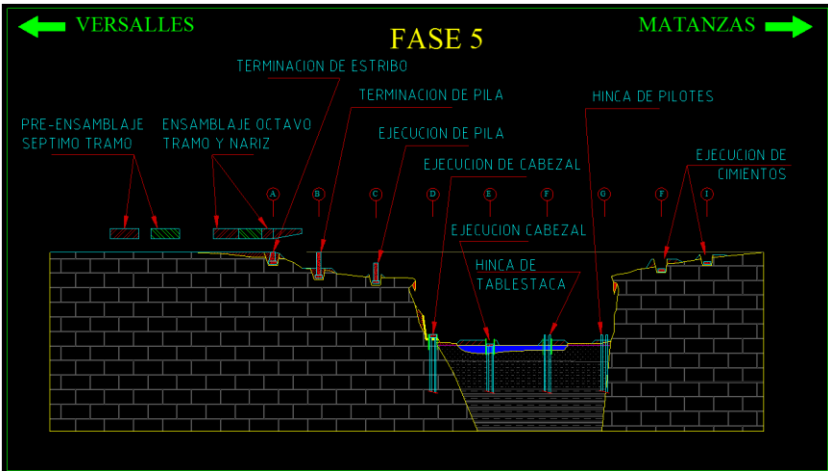 VERSALLES
MATANZAS
FASE 5
TERMINACION DE ESTRIBO
TERMINACION DE PILA
HINCA DE PILOTES
PRE-ENSAMBLAJE
SEPTIMO TRAMO
ENSAMBLAJE OCTAVO
TRAMO Y NARIZ
EJECUCIÓN DE PILA
EJECUCIÓN DE CABEZAL
EJECUCION DE
CIMIENTOS
A B C D E F G F I
EJECUCION CABEZAL
HINCA DE
TABLESTACA